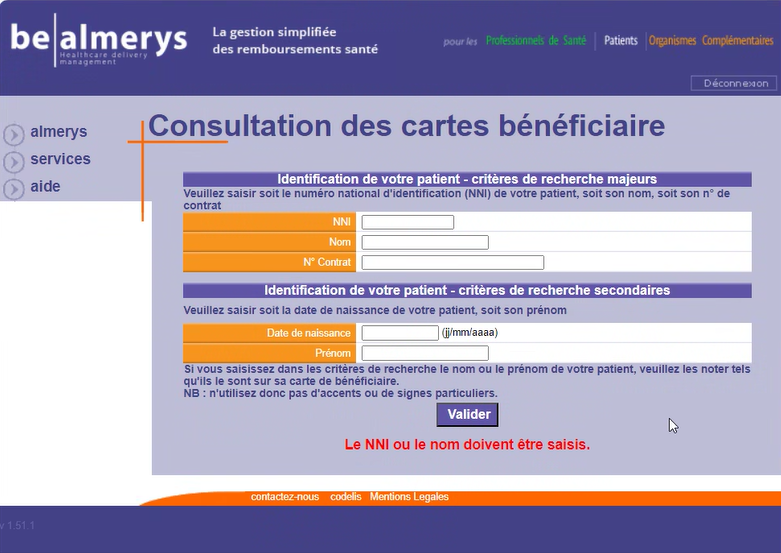 be almerys
Healthcare delivery
management
La gestion simplifiée
des remboursements santé
pour les Professionnels de Santé Patients Organismes Complémentaires
Déconnexion
almerys
services
aide
Consultation des cartes bénéficiaire
Identification de votre patient - critères de recherche majeurs
Veuillez saisir soit le numéro national d'identification (NNI) de votre patient, soit son nom, soit son n° de
contrat
NNI
Nom
N° Contrat
Identification de votre patient - critères de recherche secondaires
Veuillez saisir soit la date de naissance de votre patient, soit son prénom
Date de naissance (jj/mm/aaaa)
Prénom
Si vous saisissez dans les critères de recherche le nom ou le prénom de votre patient, veuillez les noter tels
qu'ils le sont sur sa carte de bénéficiaire.
NB : n'utilisez donc pas d'accents ou de signes particuliers.
Valider
Le NNI ou le nom doivent être saisis.
contactez-nous codelis Mentions Legales
v 1.51.1